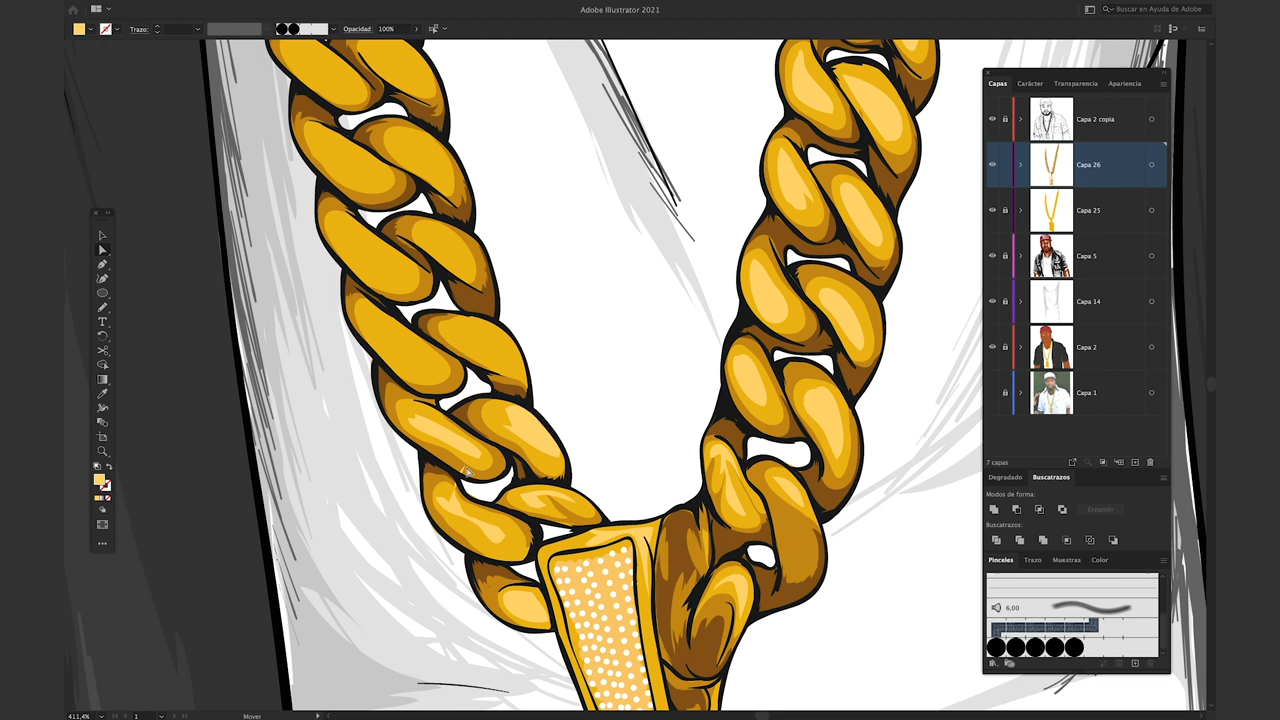 Adobe Illustrator 2021
Buscar en Ayuda de Adobe
Trazo:
Opacidad: 100%
Capas Carácter Transparencia Apariencia
Capa 2 copia
Capa 26
Capa 25
Capa 5
Capa 14
Capa 2
Capa 1
7 capas
Degradado Buscatrazos
Modos de forma:
Expandir
Buscatrazos:
Pinceles Trazo Muestras Color
6,00
411,4% 1 Mover